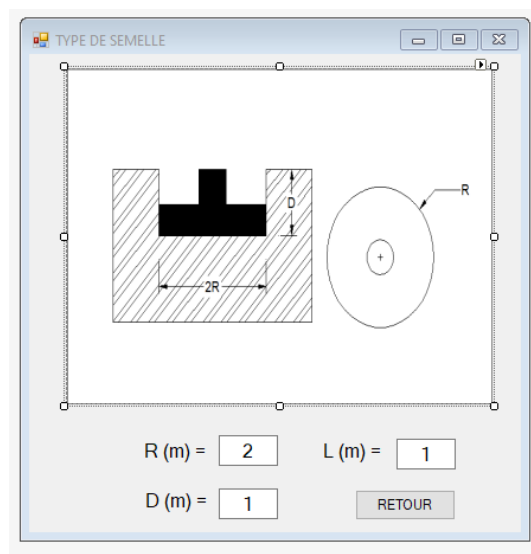 TYPE DE SEMELLE
R
D
2R
R (m) = 2 L (m) = 1
D (m) = 1 RETOUR